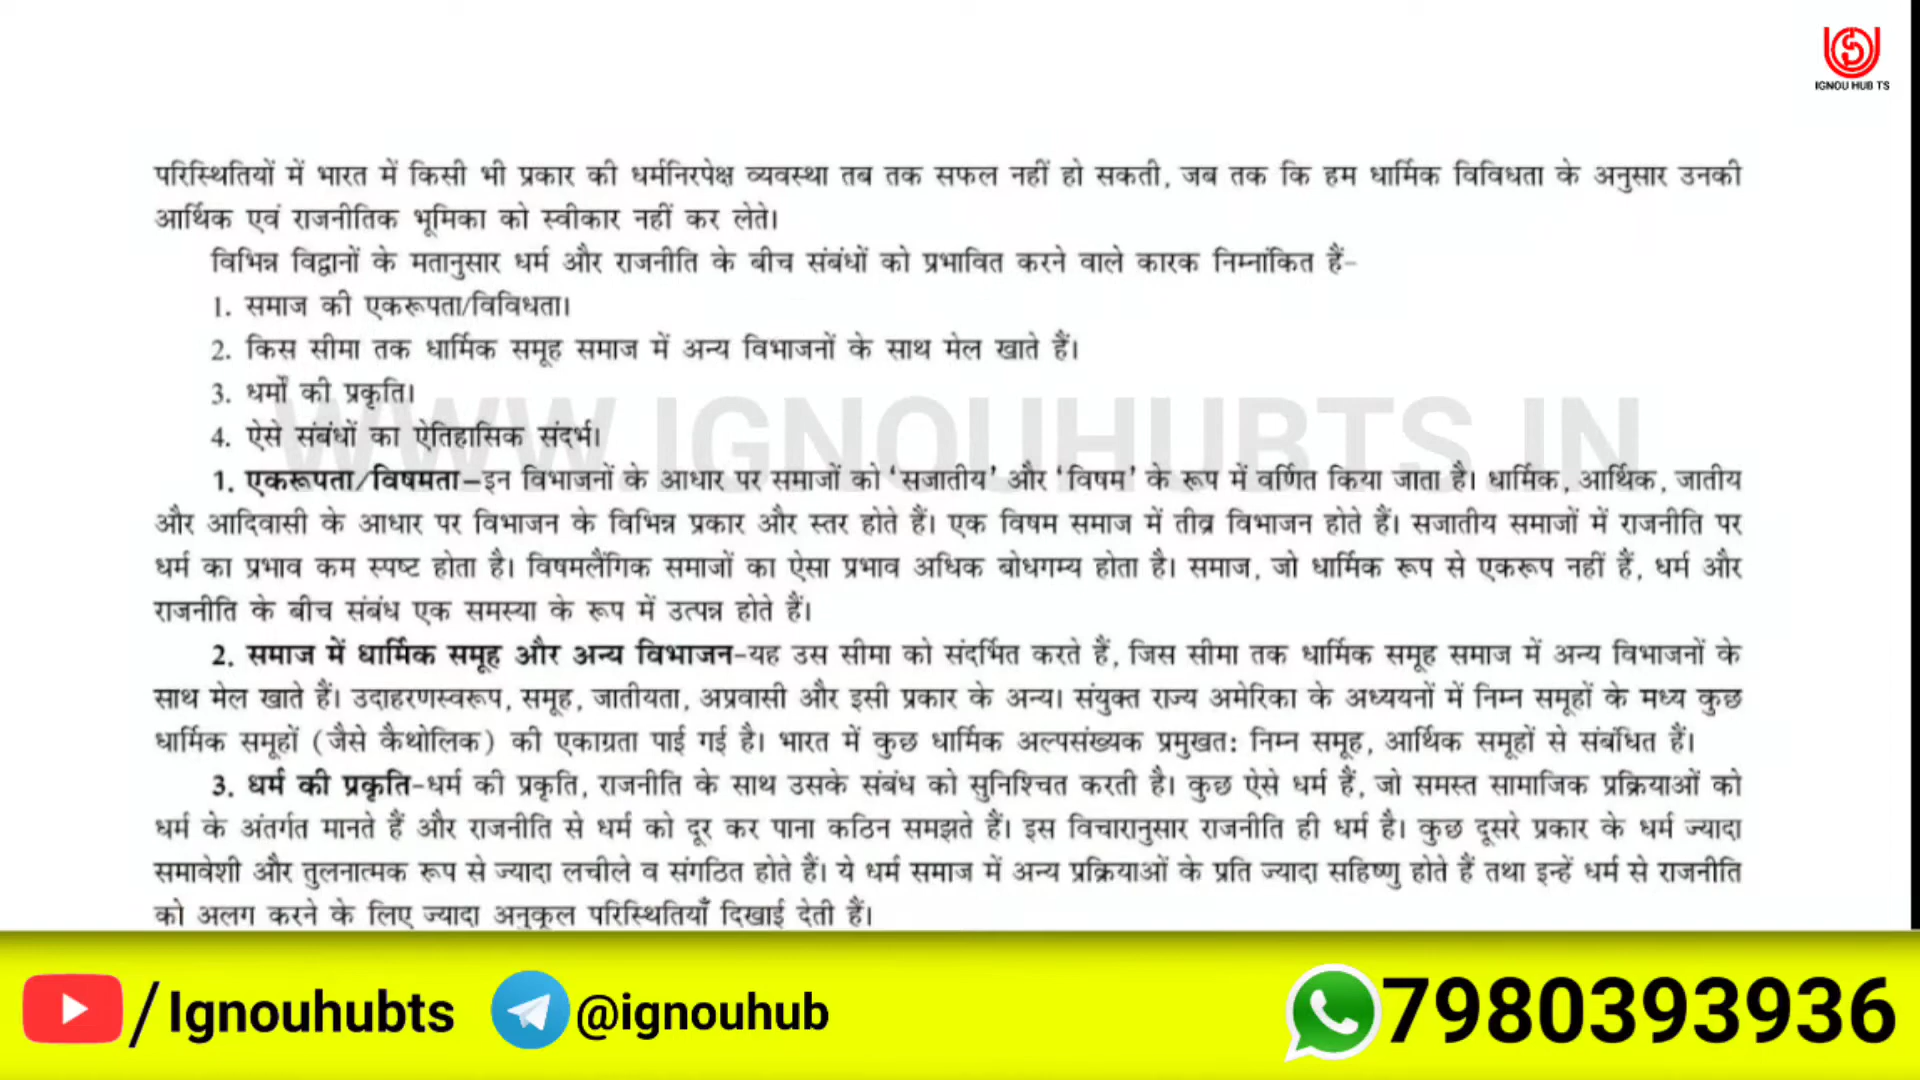 IGNOU HUB TS
परिस्थितियों में भारत में किसी भी प्रकार की धर्मनिरपेक्ष व्यवस्था तब तक सफल नहीं हो सकती, जब तक कि हम धार्मिक विविधता के अनुसार उनकी
आर्थिक एवं राजनीतिक भूमिका को स्वीकार नहीं कर लेते।
विभिन्न विद्वानों के मतानुसार धर्म और राजनीति के बीच संबंधों को प्रभावित करने वाले कारक निम्नांकित हैं-
1. समाज की एकरूपता/विविधता।
2. किस सीमा तक धार्मिक समूह समाज में अन्य विभाजनों के साथ मेल खाते हैं।
3. धर्मों की प्रकृति।
WWW.IGNOUHUBTS.IN
4. ऐसे संबंधों का ऐतिहासिक संदर्भ।
1. एकरूपता/विषमता–इन विभाजनों के आधार पर समाजों को ‘सजातीय’ और ‘विषम’ के रूप में वर्णित किया जाता है। धार्मिक, आर्थिक, जातीय
और आदिवासी के आधार पर विभाजन के विभिन्न प्रकार और स्तर होते हैं। एक विषम समाज में तीव्र विभाजन होते हैं। सजातीय समाजों में राजनीति पर
धर्म का प्रभाव कम स्पष्ट होता है। विषमलैंगिक समाजों का ऐसा प्रभाव अधिक बोधगम्य होता है। समाज, जो धार्मिक रूप से एकरूप नहीं हैं, धर्म और
राजनीति के बीच संबंध एक समस्या के रूप में उत्पन्न होते हैं।
2. समाज में धार्मिक समूह और अन्य विभाजन-यह उस सीमा को संदर्भित करते हैं, जिस सीमा तक धार्मिक समूह समाज में अन्य विभाजनों के
साथ मेल खाते हैं। उदाहरणस्वरूप, समूह, जातीयता, अप्रवासी और इसी प्रकार के अन्य। संयुक्त राज्य अमेरिका के अध्ययनों में निम्न समूहों के मध्य कुछ
धार्मिक समूहों (जैसे कैथोलिक) की एकाग्रता पाई गई है। भारत में कुछ धार्मिक अल्पसंख्यक प्रमुखत: निम्न समूह, आर्थिक समूहों से संबंधित हैं।
3. धर्म की प्रकृति-धर्म की प्रकृति, राजनीति के साथ उसके संबंध को सुनिश्चित करती है। कुछ ऐसे धर्म हैं, जो समस्त सामाजिक प्रक्रियाओं को
धर्म के अंतर्गत मानते हैं और राजनीति से धर्म को दूर कर पाना कठिन समझते हैं। इस विचारानुसार राजनीति ही धर्म है। कुछ दूसरे प्रकार के धर्म ज्यादा
समावेशी और तुलनात्मक रूप से ज्यादा लचीले व संगठित होते हैं। ये धर्म समाज में अन्य प्रक्रियाओं के प्रति ज्यादा सहिष्णु होते हैं तथा इन्हें धर्म से राजनीति
को अलग करने के लिए ज्यादा अनुकूल परिस्थितियाँ दिखाई देती हैं।
/Ignouhubts @ignouhub 7980393936